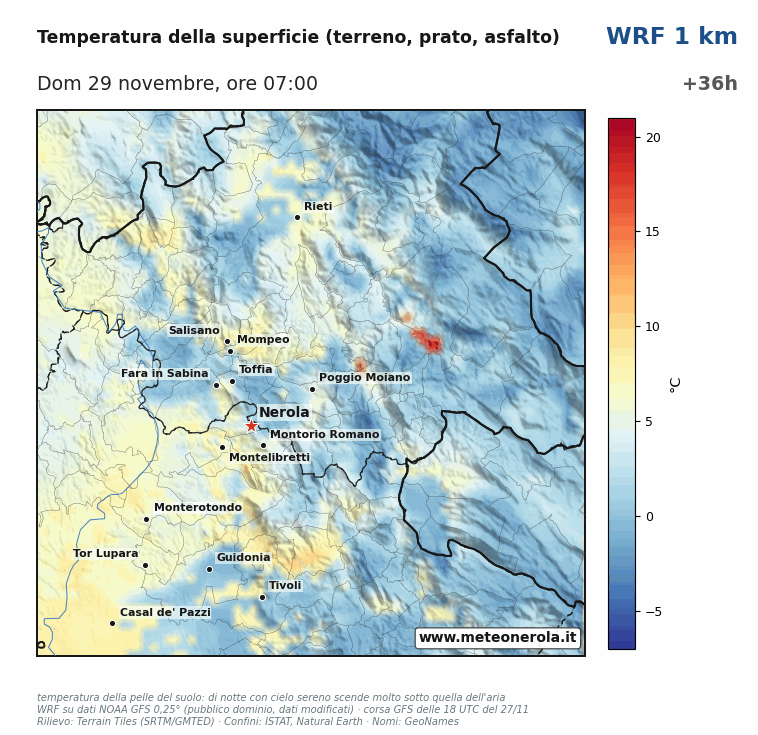 Temperatura della superficie (terreno, prato, asfalto)
WRF 1 km
Dom 29 novembre, ore 07:00
+36h
Rieti
Salisano
Mompeo
Fara in Sabina
Toffia
Poggio Moiano
Nerola
Montorio Romano
Montelibretti
Monterotondo
Tor Lupara
Guidonia
Tivoli
Casal de' Pazzi
www.meteonerola.it
20
15
10
5
0
−5
°C
temperatura della pelle del suolo: di notte con cielo sereno scende molto sotto quella dell'aria
WRF su dati NOAA GFS 0,25° (pubblico dominio, dati modificati) · corsa GFS delle 18 UTC del 27/11
Rilievo: Terrain Tiles (SRTM/GMTED) · Confini: ISTAT, Natural Earth · Nomi: GeoNames